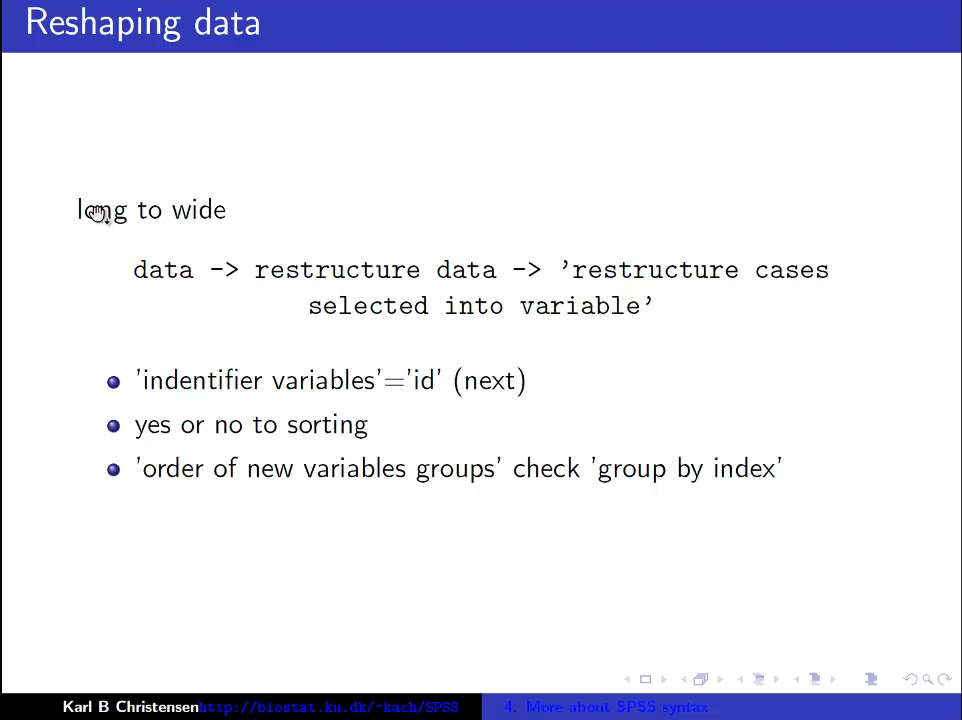 Reshaping data
long to wide
data -> restructure data -> ’restructure cases
selected into variable’
’indentifier variables’=’id’ (next)
yes or no to sorting
’order of new variables groups’ check ’group by index’
Karl B Christensen http://biostat.ku.dk/~kach/SPSS 4. More about SPSS syntax